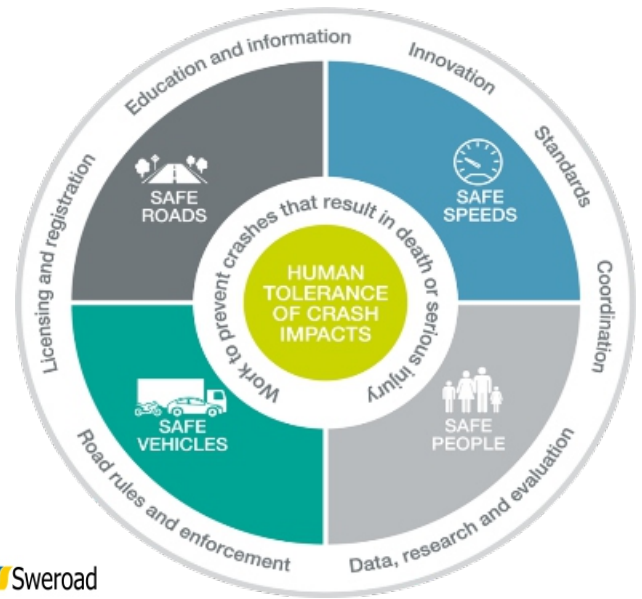 Education and information
Innovation
Standards
Coordination
Data, research and evaluation
Road rules and enforcement
Licensing and registration
SAFE
ROADS
SAFE
SPEEDS
Work to prevent crashes that result in death or serious injury
HUMAN
TOLERANCE
OF CRASH
IMPACTS
SAFE
VEHICLES
SAFE
PEOPLE
Sweroad